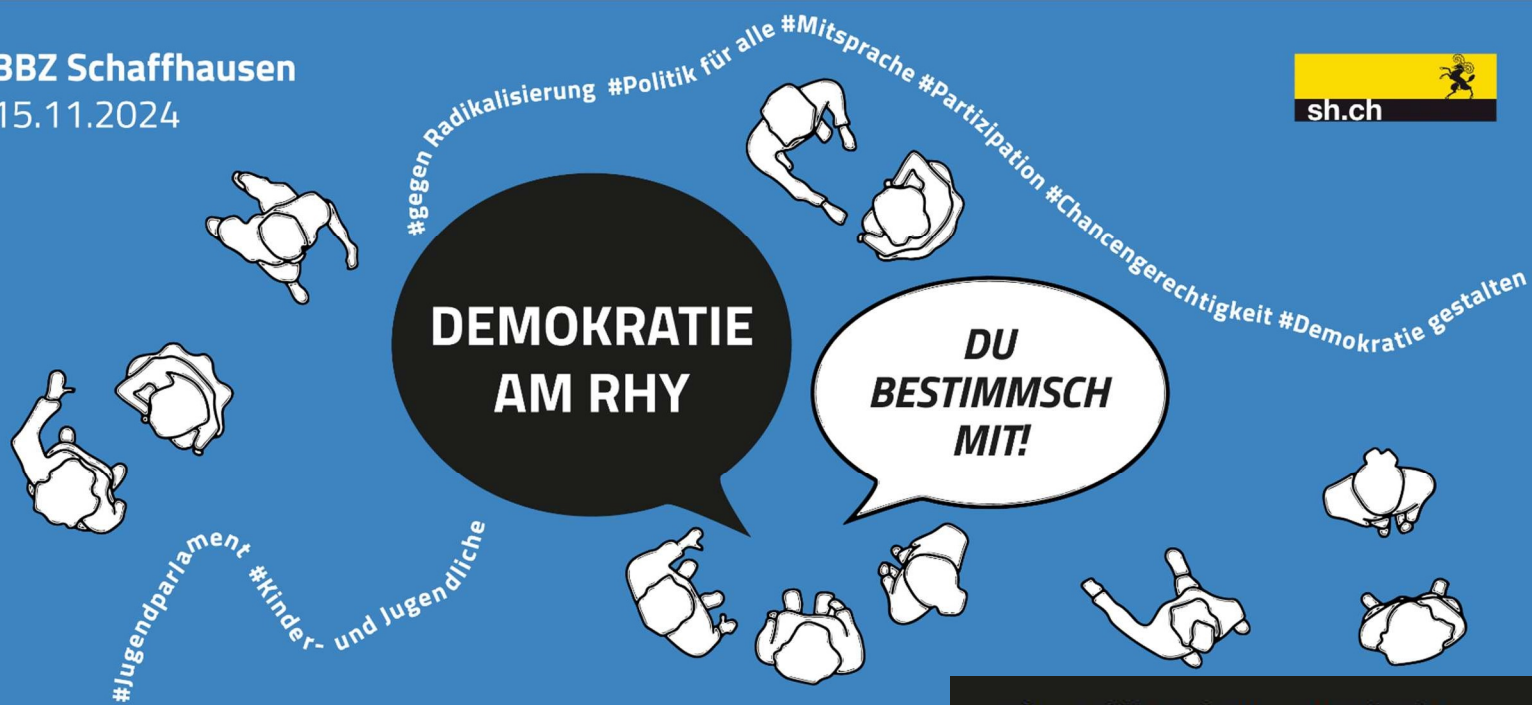 BBZ Schaffhausen
15.11.2024
#gegen Radikalisierung #Politik für alle #Mitsprache #Partizipation #Chancengerechtigkeit #Demokratie gestalten
sh.ch
DEMOKRATIE
AM RHY
DU
BESTIMMSCH
MIT!
#Jugendparlament #Kinder- und Jugendliche